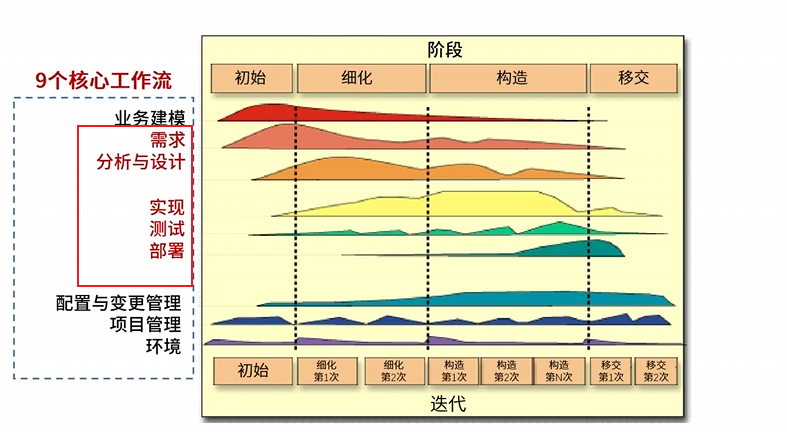 阶段
初始
细化
构造
移交
9个核心工作流
业务建模
需求
分析与设计
实现
测试
部署
配置与变更管理
项目管理
环境
初始
细化
第1次
细化
第2次
构造
第1次
构造
第2次
构造
第N次
移交
第1次
移交
第2次
迭代